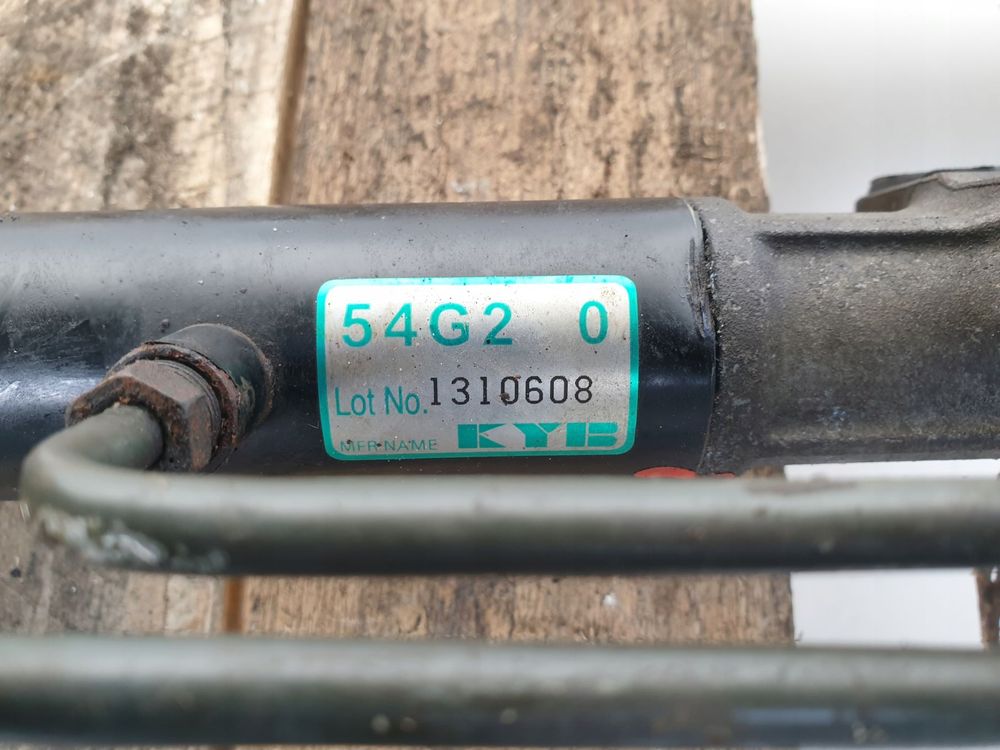 54G2 0
Lot No. 1310608
MFR·NAME KYB